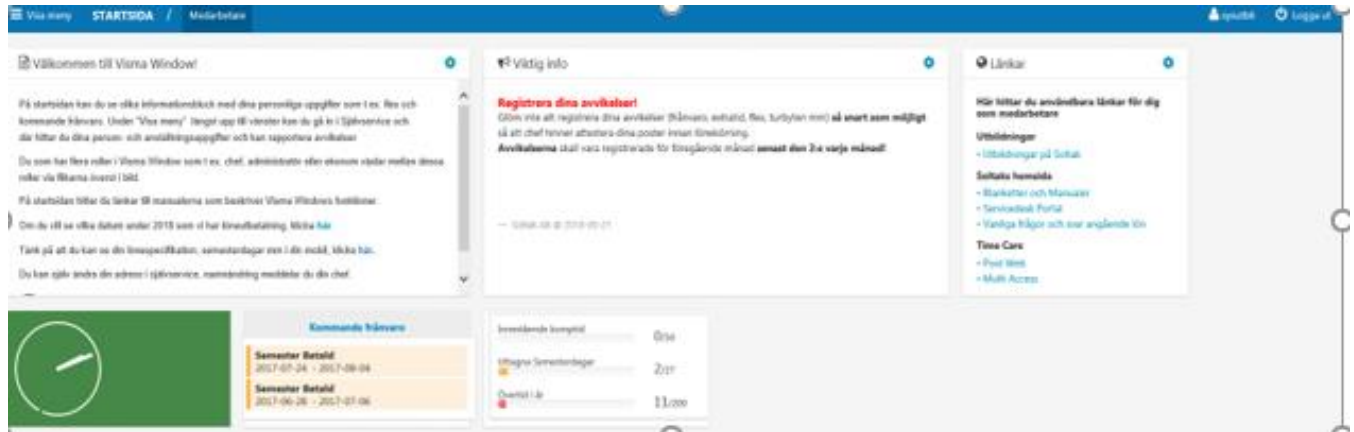 Visa meny STARTSIDA / Medarbetare Logga ut
Välkommen till Visma Window!
På startsidan kan du se olika informationsblock med dina personliga uppgifter som t ex. flex och
kommande frånvaro. Under "Visa meny" längst upp till vänster kan du gå in i Självservice och
där hittar du dina person- och anställningsuppgifter och kan rapportera avvikelser
Du som har flera roller i Visma Window som t ex. chef, administratör eller ekonom växlar mellan dessa
roller via flikarna överst i bild.
På startsidan hittar du länkar till manualerna som beskriver Visma Windows funktioner.
Om du vill se vilka datum under 2018 som vi har löneutbetalning, klicka här
Tänk på att du kan se din lönespecifikation, semesterdagar mm i din mobil, klicka här.
Du kan själv ändra din adress i självservice, namnändring meddelar du din chef.
Viktig info
Registrera dina avvikelser!
Glöm inte att registrera dina avvikelser (frånvaro, extratid, flex, turbyten mm) så snart som möjligt
så att chef hinner attestera dina poster innan lönekörning.
Avvikelserna skall vara registrerade för föregående månad senast den 2:a varje månad!
Länkar
Här hittar du användbara länkar för dig
som medarbetare
Utbildningar
- Utbildningar på Soltak
Soltaks hemsida
- Blanketter och Manualer
- Servicedesk Portal
- Vanliga frågor och svar angående lön
Time Care
- Pool Web
- Multi Access
Kommande frånvaro
Semester Betald
2017-07-24 - 2017-08-04
Semester Betald
2017-06-26 - 2017-07-06
Innestående komptid
Uttagna Semesterdagar 2/27
Övertid i år 11/200